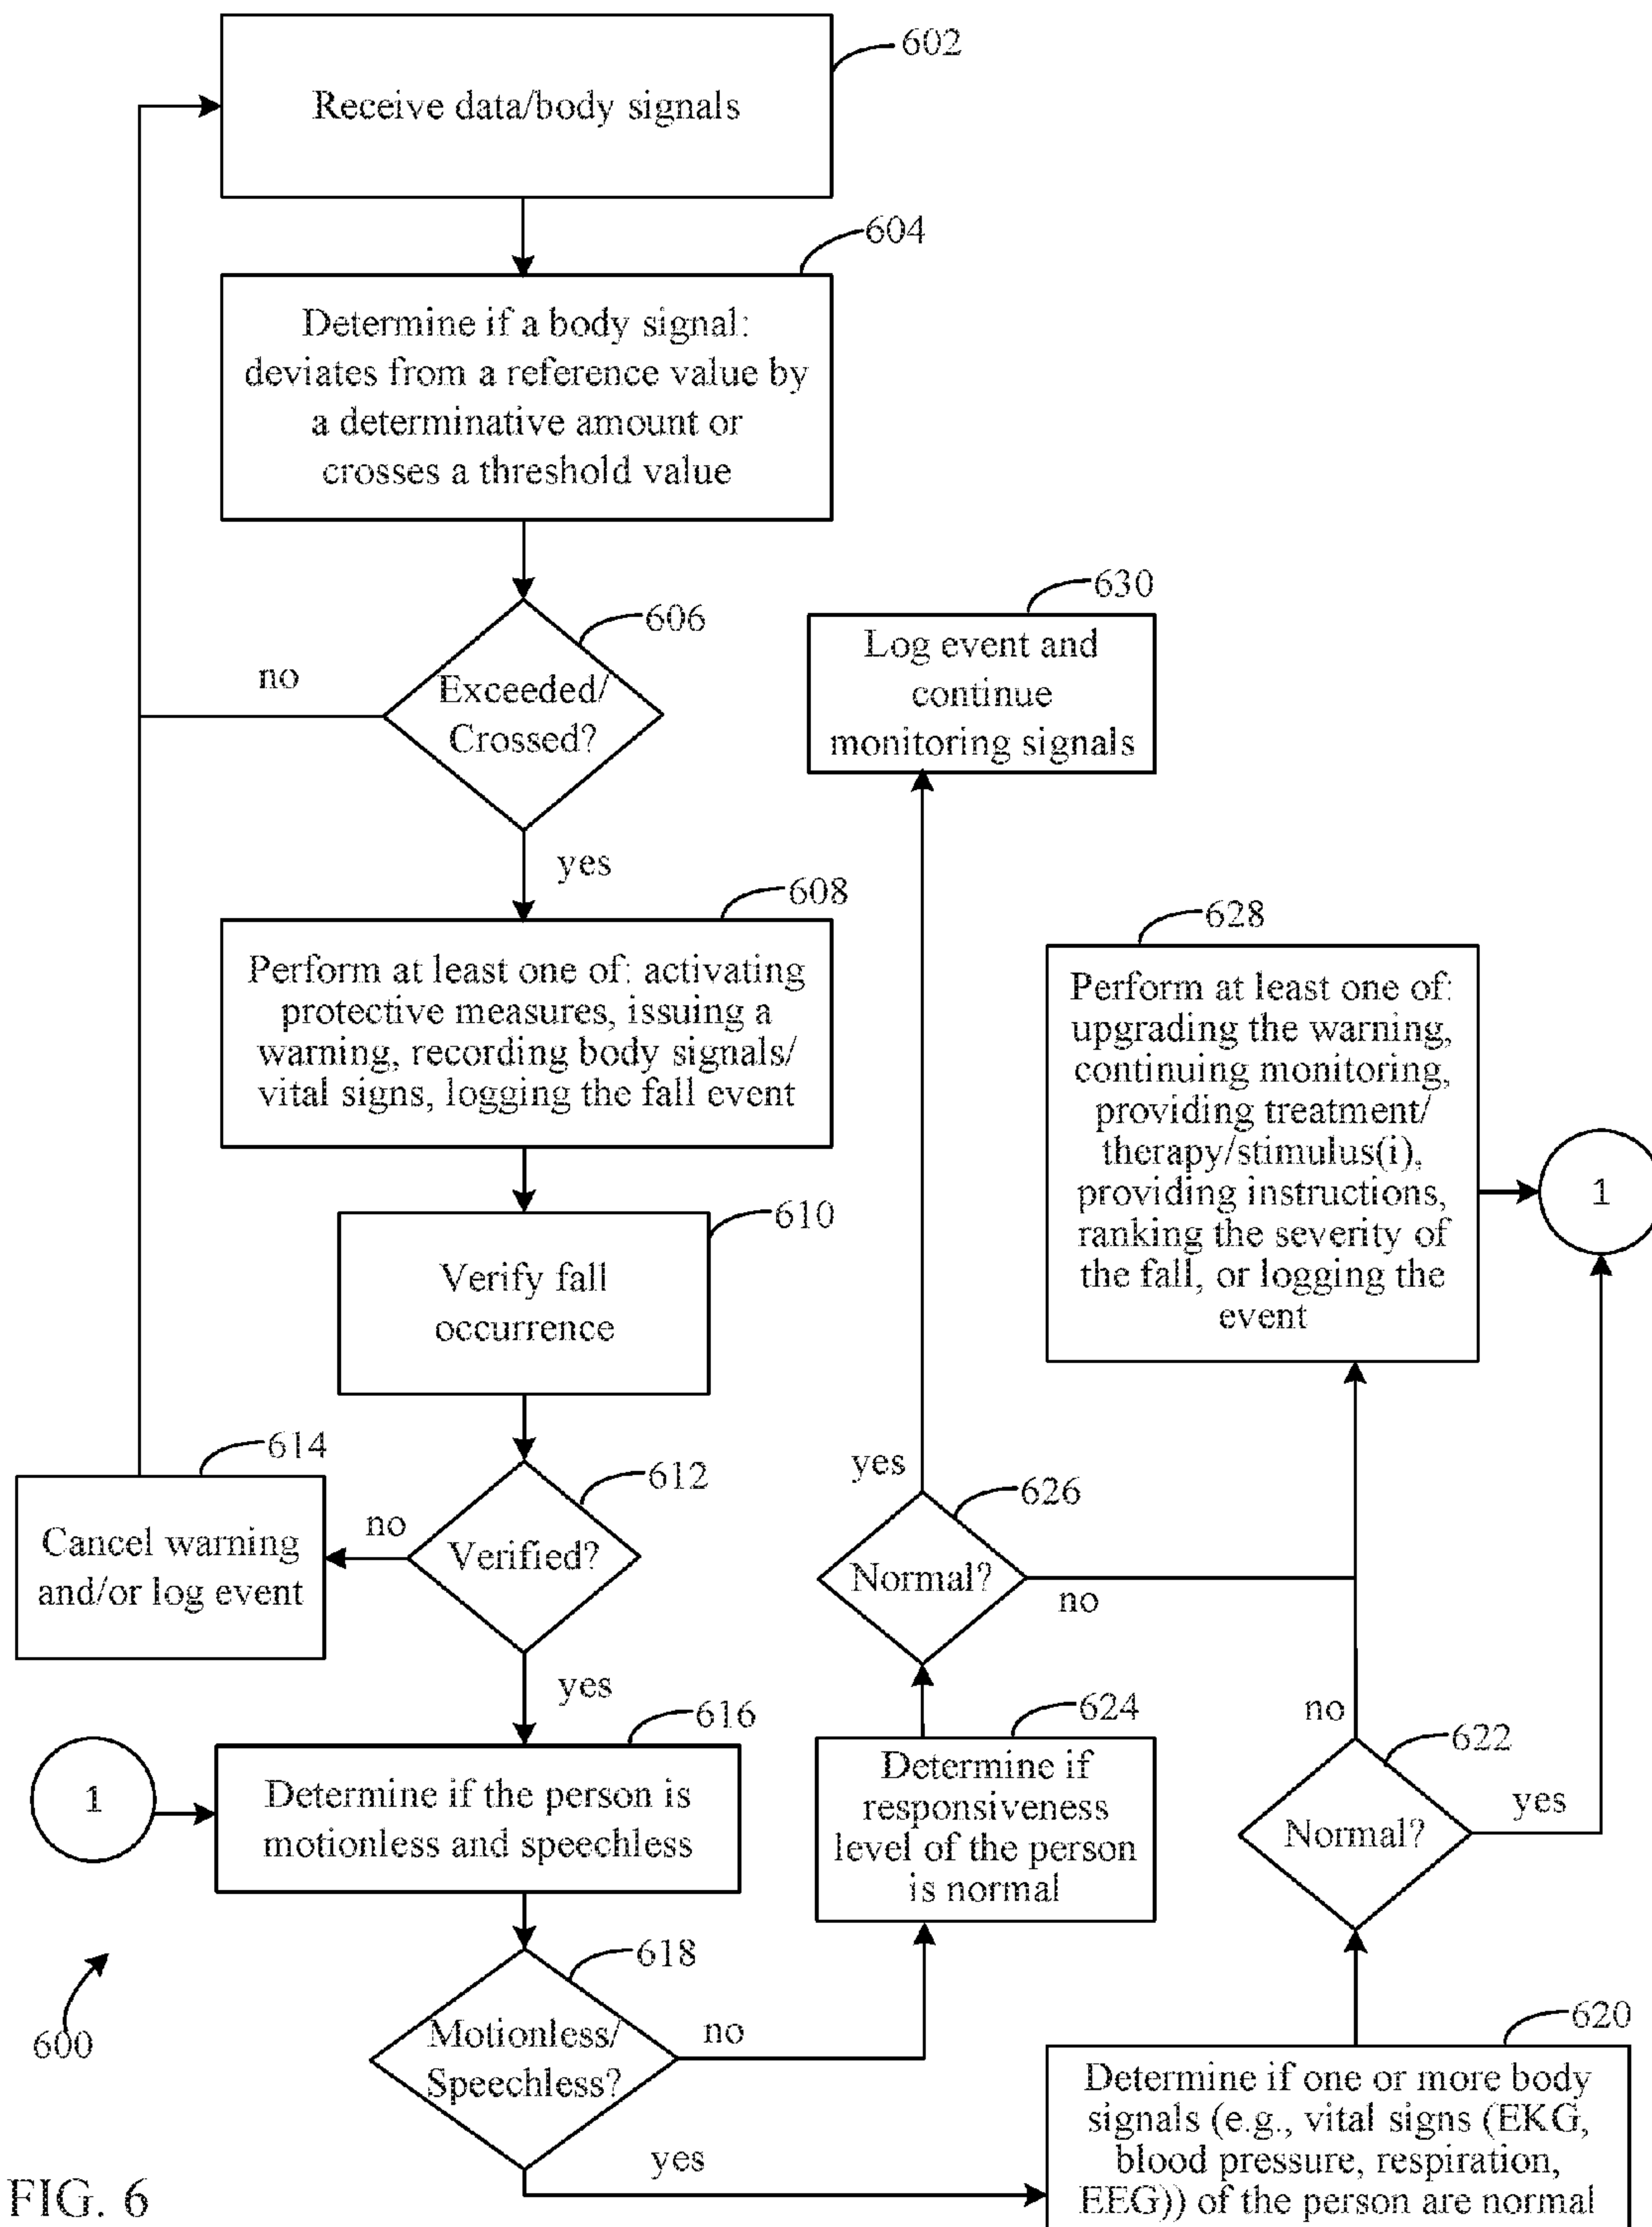 602
Receive data/body signals
604
Determine if a body signal:
deviates from a reference value by
a determinative amount or
crosses a threshold value
606
Exceeded/
Crossed?
no
yes
608
Perform at least one of: activating
protective measures, issuing a
warning, recording body signals/
vital signs, logging the fall event
610
Verify fall
occurrence
612
Verified?
no
614
Cancel warning
and/or log event
yes
616
1
Determine if the person is
motionless and speechless
618
Motionless/
Speechless?
no
yes
620
Determine if one or more body
signals (e.g., vital signs (EKG,
blood pressure, respiration,
EEG)) of the person are normal
622
Normal?
no
yes
624
Determine if
responsiveness
level of the person
is normal
626
Normal?
yes
no
628
Perform at least one of:
upgrading the warning,
continuing monitoring,
providing treatment/
therapy/stimulus(i),
providing instructions,
ranking the severity of
the fall, or logging the
event
1
630
Log event and
continue
monitoring signals
600
FIG. 6